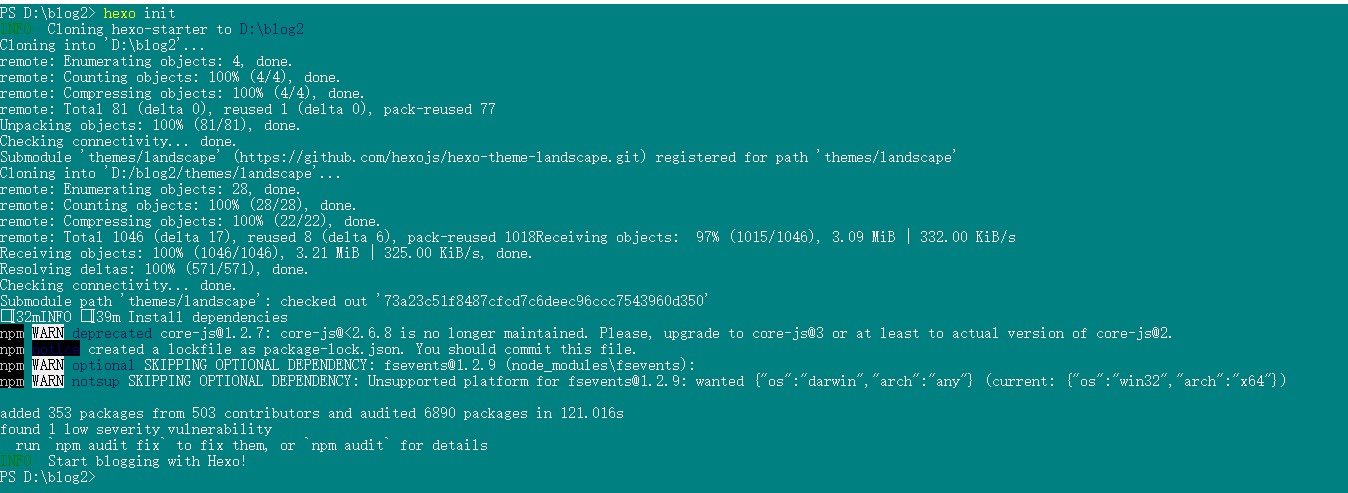 PS D:\blog2> hexo init
INFO  Cloning hexo-starter to D:\blog2
Cloning into 'D:\blog2'...
remote: Enumerating objects: 4, done.
remote: Counting objects: 100% (4/4), done.
remote: Compressing objects: 100% (4/4), done.
remote: Total 81 (delta 0), reused 1 (delta 0), pack-reused 77
Unpacking objects: 100% (81/81), done.
Checking connectivity... done.
Submodule 'themes/landscape' (https://github.com/hexojs/hexo-theme-landscape.git) registered for path 'themes/landscape'
Cloning into 'D:/blog2/themes/landscape'...
remote: Enumerating objects: 28, done.
remote: Counting objects: 100% (28/28), done.
remote: Compressing objects: 100% (22/22), done.
remote: Total 1046 (delta 17), reused 8 (delta 6), pack-reused 1018Receiving objects:  97% (1015/1046), 3.09 MiB | 332.00 KiB/s
Receiving objects: 100% (1046/1046), 3.21 MiB | 325.00 KiB/s, done.
Resolving deltas: 100% (571/571), done.
Checking connectivity... done.
Submodule path 'themes/landscape': checked out '73a23c51f8487cfcd7c6deec96ccc7543960d350'
[32mINFO [39m Install dependencies
npm WARN deprecated core-js@1.2.7: core-js@<2.6.8 is no longer maintained. Please, upgrade to core-js@3 or at least to actual version of core-js@2.
npm notice created a lockfile as package-lock.json. You should commit this file.
npm WARN optional SKIPPING OPTIONAL DEPENDENCY: fsevents@1.2.9 (node_modules\fsevents):
npm WARN notsup SKIPPING OPTIONAL DEPENDENCY: Unsupported platform for fsevents@1.2.9: wanted {"os":"darwin","arch":"any"} (current: {"os":"win32","arch":"x64"})
added 353 packages from 503 contributors and audited 6890 packages in 121.016s
found 1 low severity vulnerability
  run `npm audit fix` to fix them, or `npm audit` for details
INFO  Start blogging with Hexo!
PS D:\blog2>